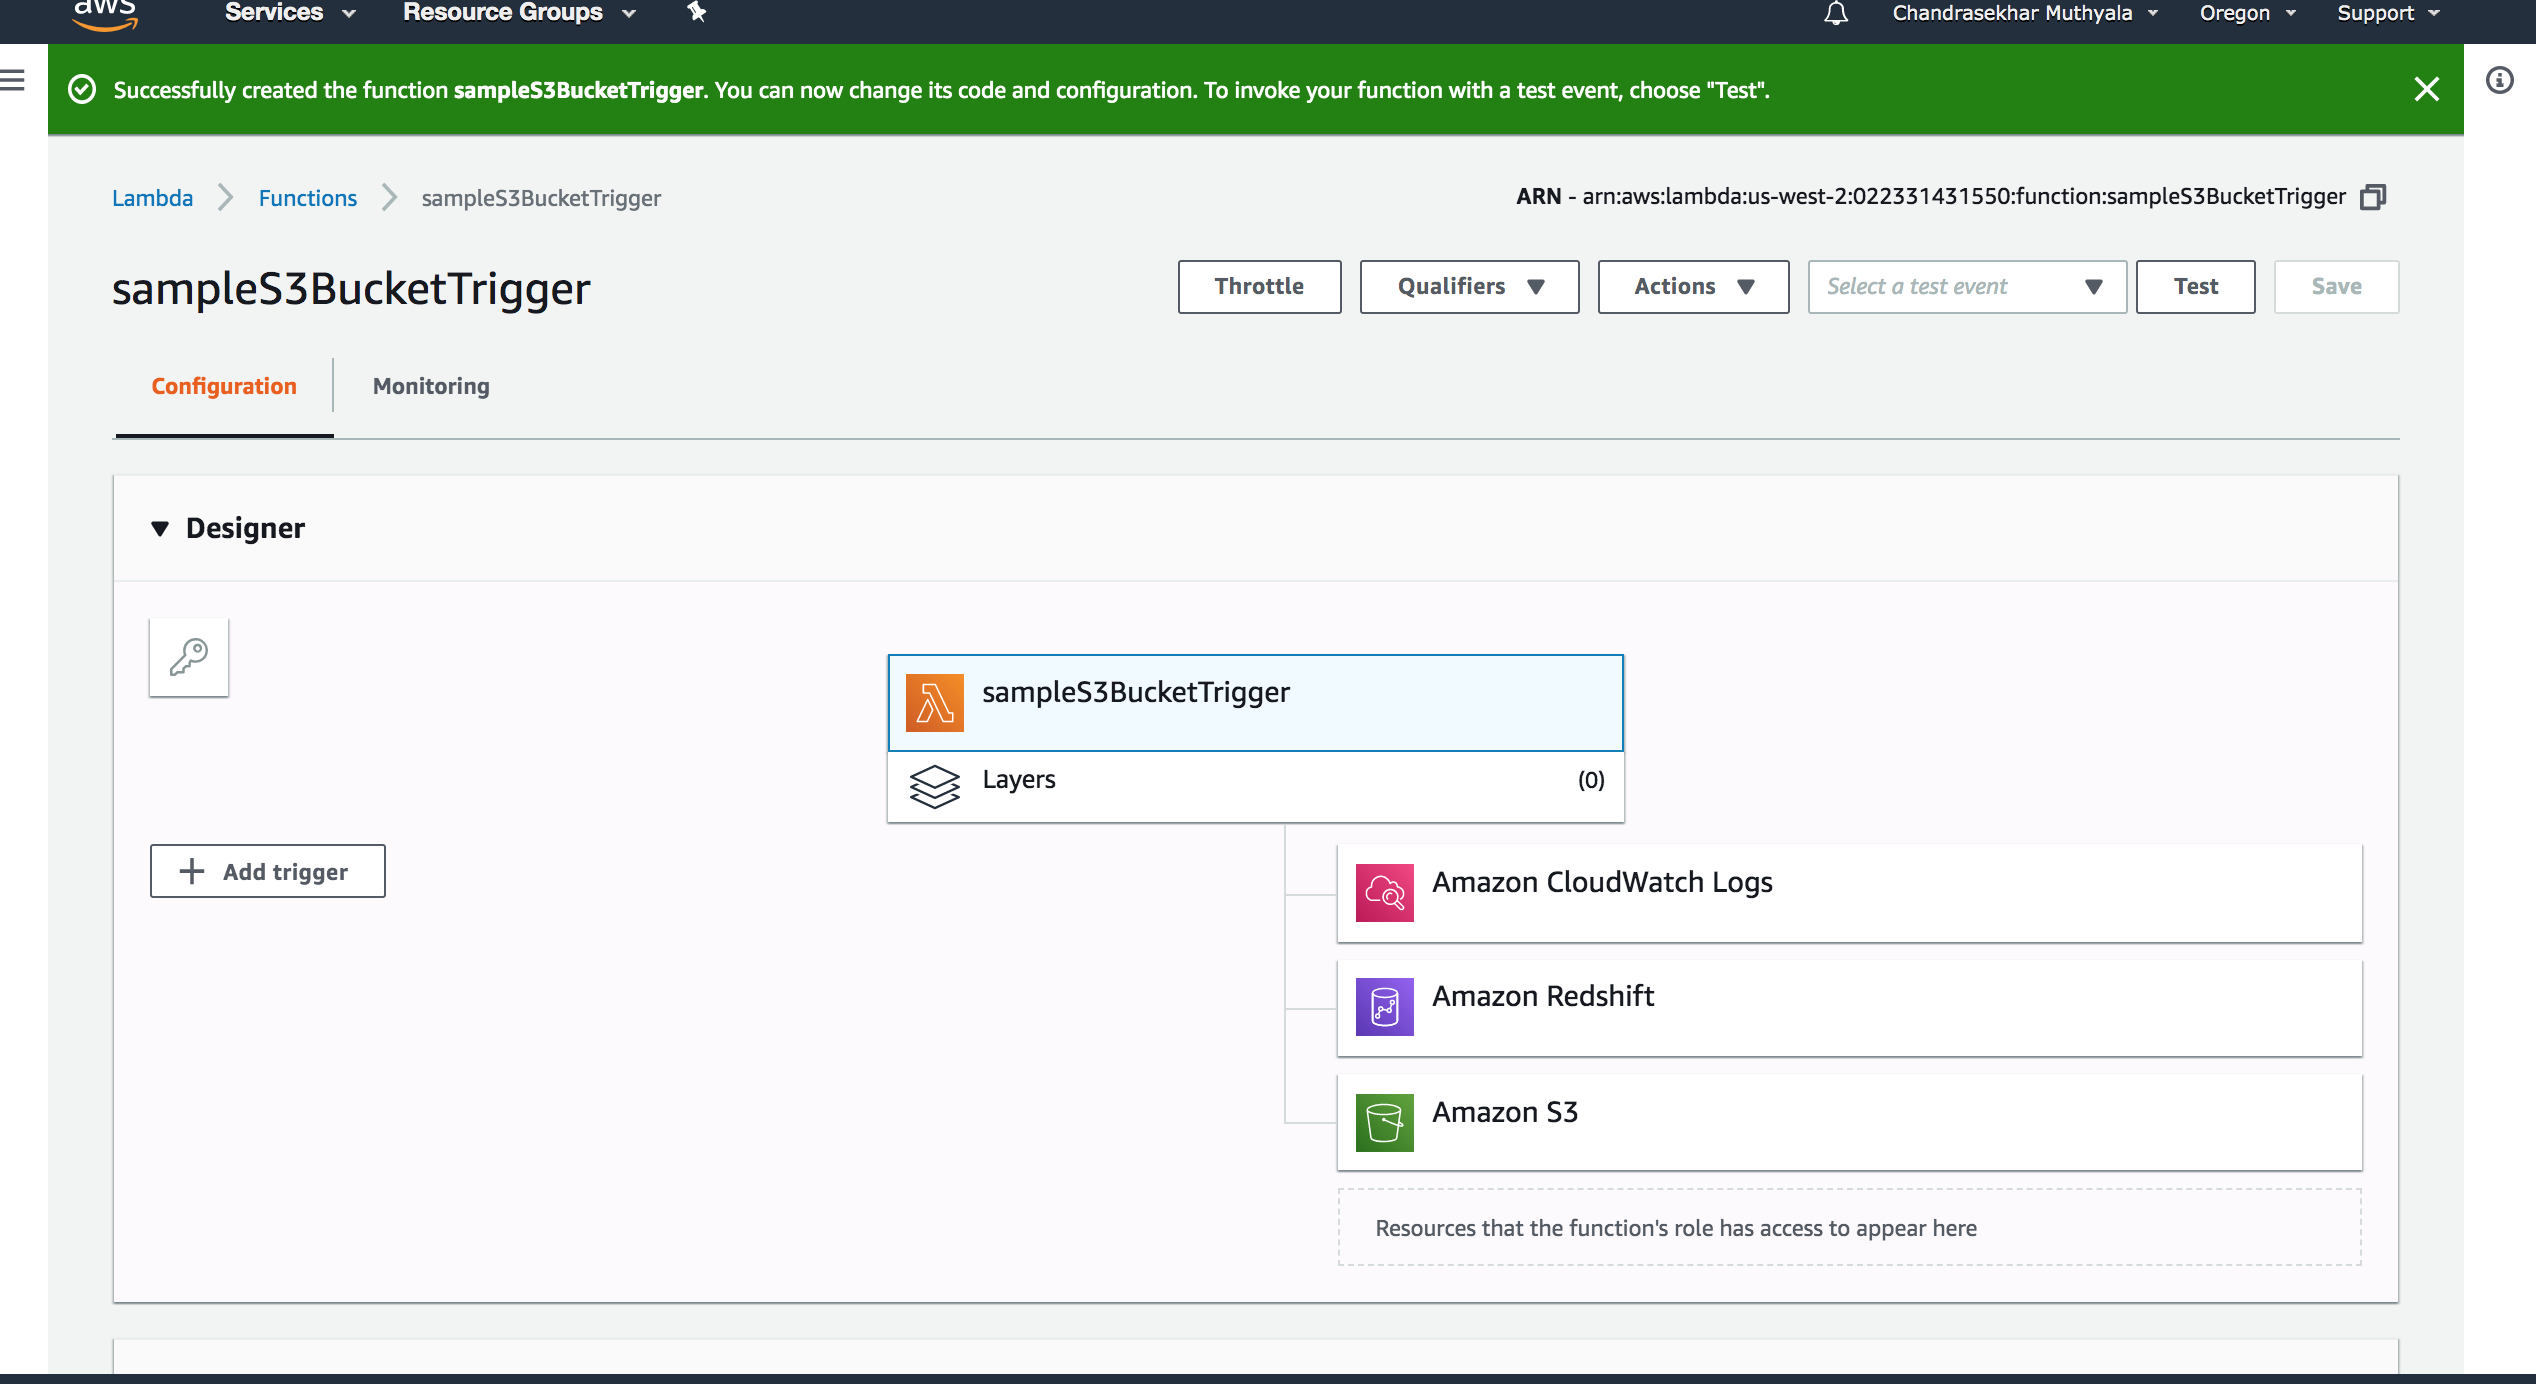 aws Services Resource Groups Chandrasekhar Muthyala Oregon Support
Successfully created the function sampleS3BucketTrigger. You can now change its code and configuration. To invoke your function with a test event, choose "Test".
Lambda Functions sampleS3BucketTrigger ARN - arn:aws:lambda:us-west-2:022331431550:function:sampleS3BucketTrigger
sampleS3BucketTrigger Throttle Qualifiers Actions Select a test event Test Save
Configuration Monitoring
Designer
sampleS3BucketTrigger
Layers (0)
Add trigger
Amazon CloudWatch Logs
Amazon Redshift
Amazon S3
Resources that the function's role has access to appear here